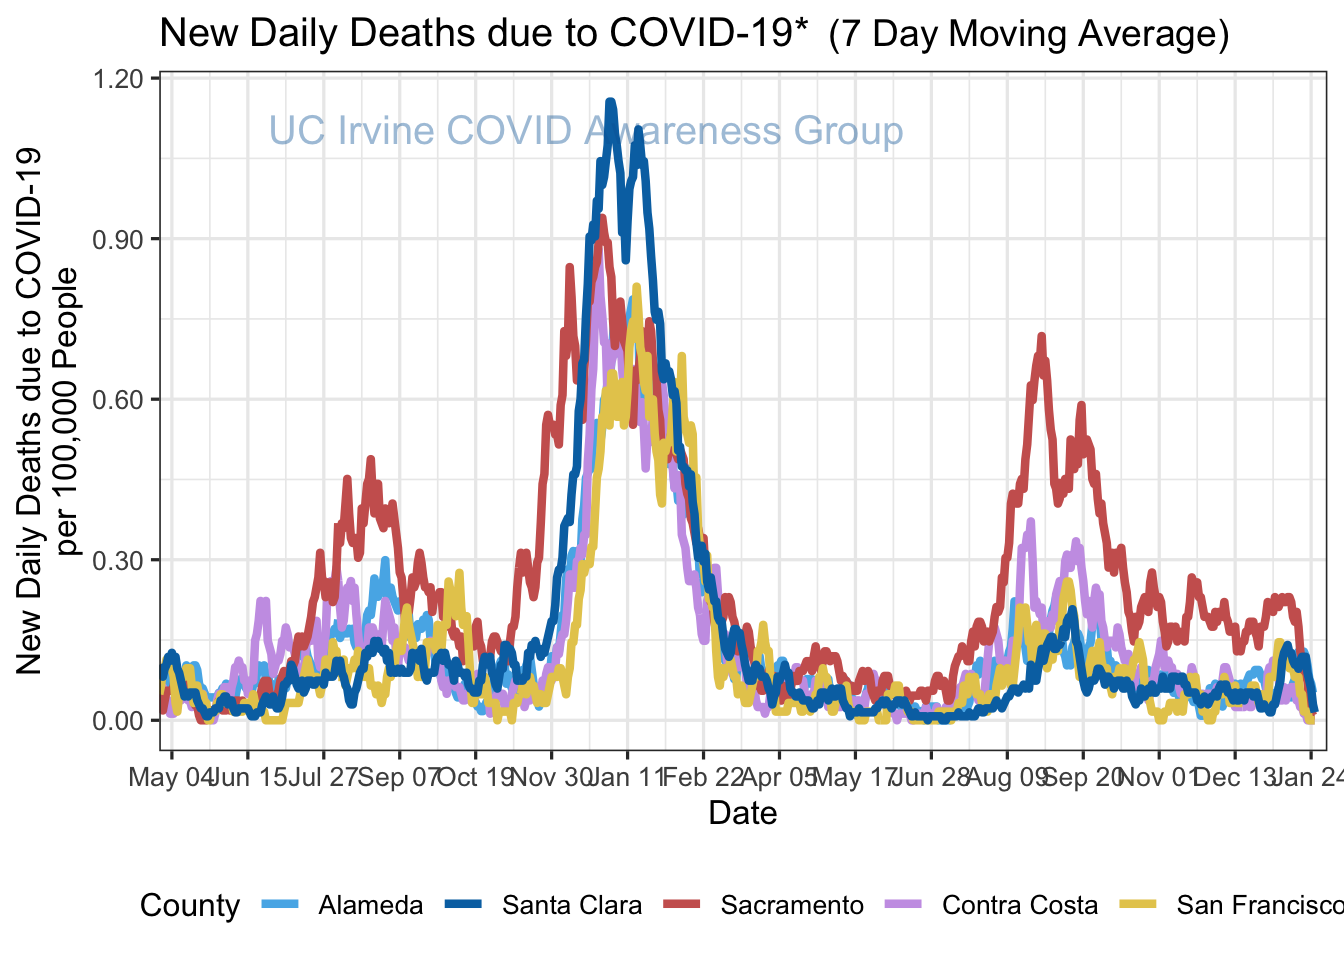 New Daily Deaths due to COVID-19* (7 Day Moving Average)
UC Irvine COVID Awareness Group
New Daily Deaths due to COVID-19
per 100,000 People
1.20
0.90
0.60
0.30
0.00
May 04 Jun 15 Jul 27 Sep 07 Oct 19 Nov 30 Jan 11 Feb 22 Apr 05 May 17 Jun 28 Aug 09 Sep 20 Nov 01 Dec 13 Jan 24
Date
County Alameda Santa Clara Sacramento Contra Costa San Francisco